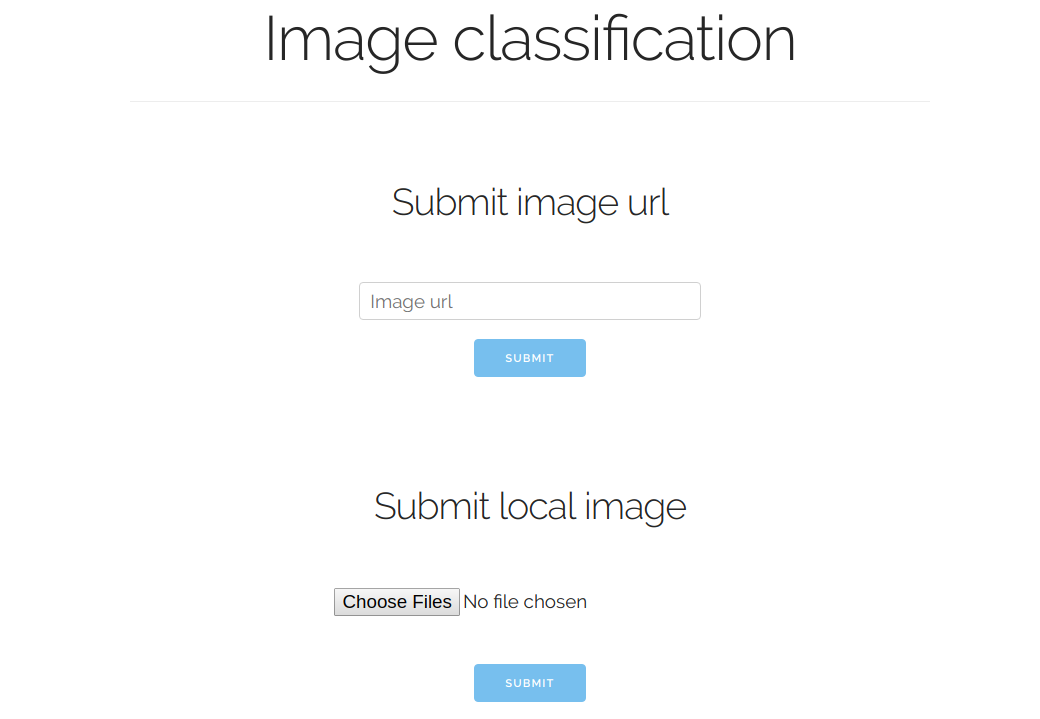 Image classification
Submit image url
Image url
SUBMIT
Submit local image
Choose Files No file chosen
SUBMIT